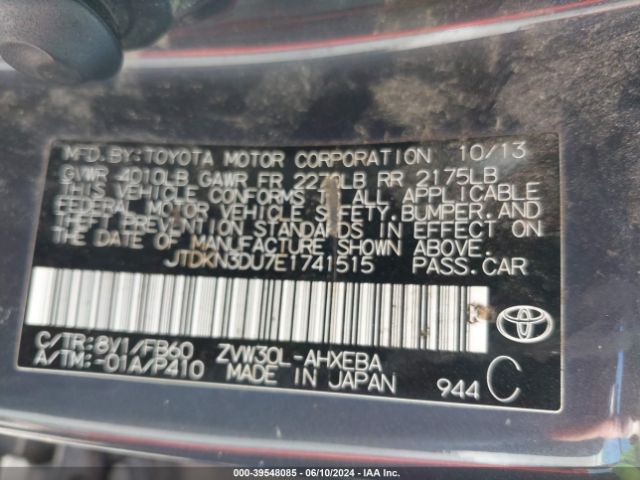 MFD.BY:TOYOTA MOTOR CORPORATION 10/13
GVWR 4010LB GAWR FR 2270LB RR 2175LB
THIS VEHICLE CONFORMS TO ALL APPLICABLE
FEDERAL MOTOR VEHICLE SAFETY,BUMPER,AND
THEFT PREVENTION STANDARDS IN EFFECT ON
THE DATE OF MANUFACTURE SHOWN ABOVE.
JTDKN3DU7E1741515 PASS.CAR
K
C/TR:8V1/FB60 ZVW30L-AHXEBA
A/TM:-01A/P410 MADE IN JAPAN 944 C
000-39548085 | 06/10/2024 | IAA Inc.